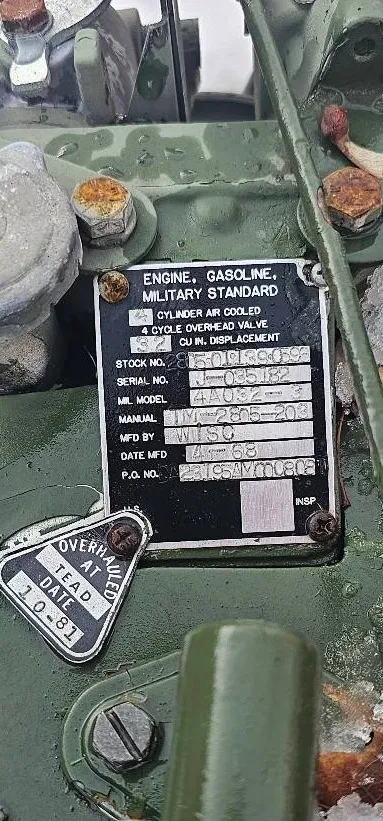 ENGINE, GASOLINE,
MILITARY STANDARD
4 CYLINDER AIR COOLED
4 CYCLE OVERHEAD VALVE
32 CU IN. DISPLACEMENT
STOCK NO.
SERIAL NO. J-035182
MIL MODEL 4A032-3
MANUAL TM-2805-203
MFD BY WISC
DATE MFD 4-68
P.O. NO.
U.S.
INSP.
OVERHAULED
AT
TEAD
DATE
10-81